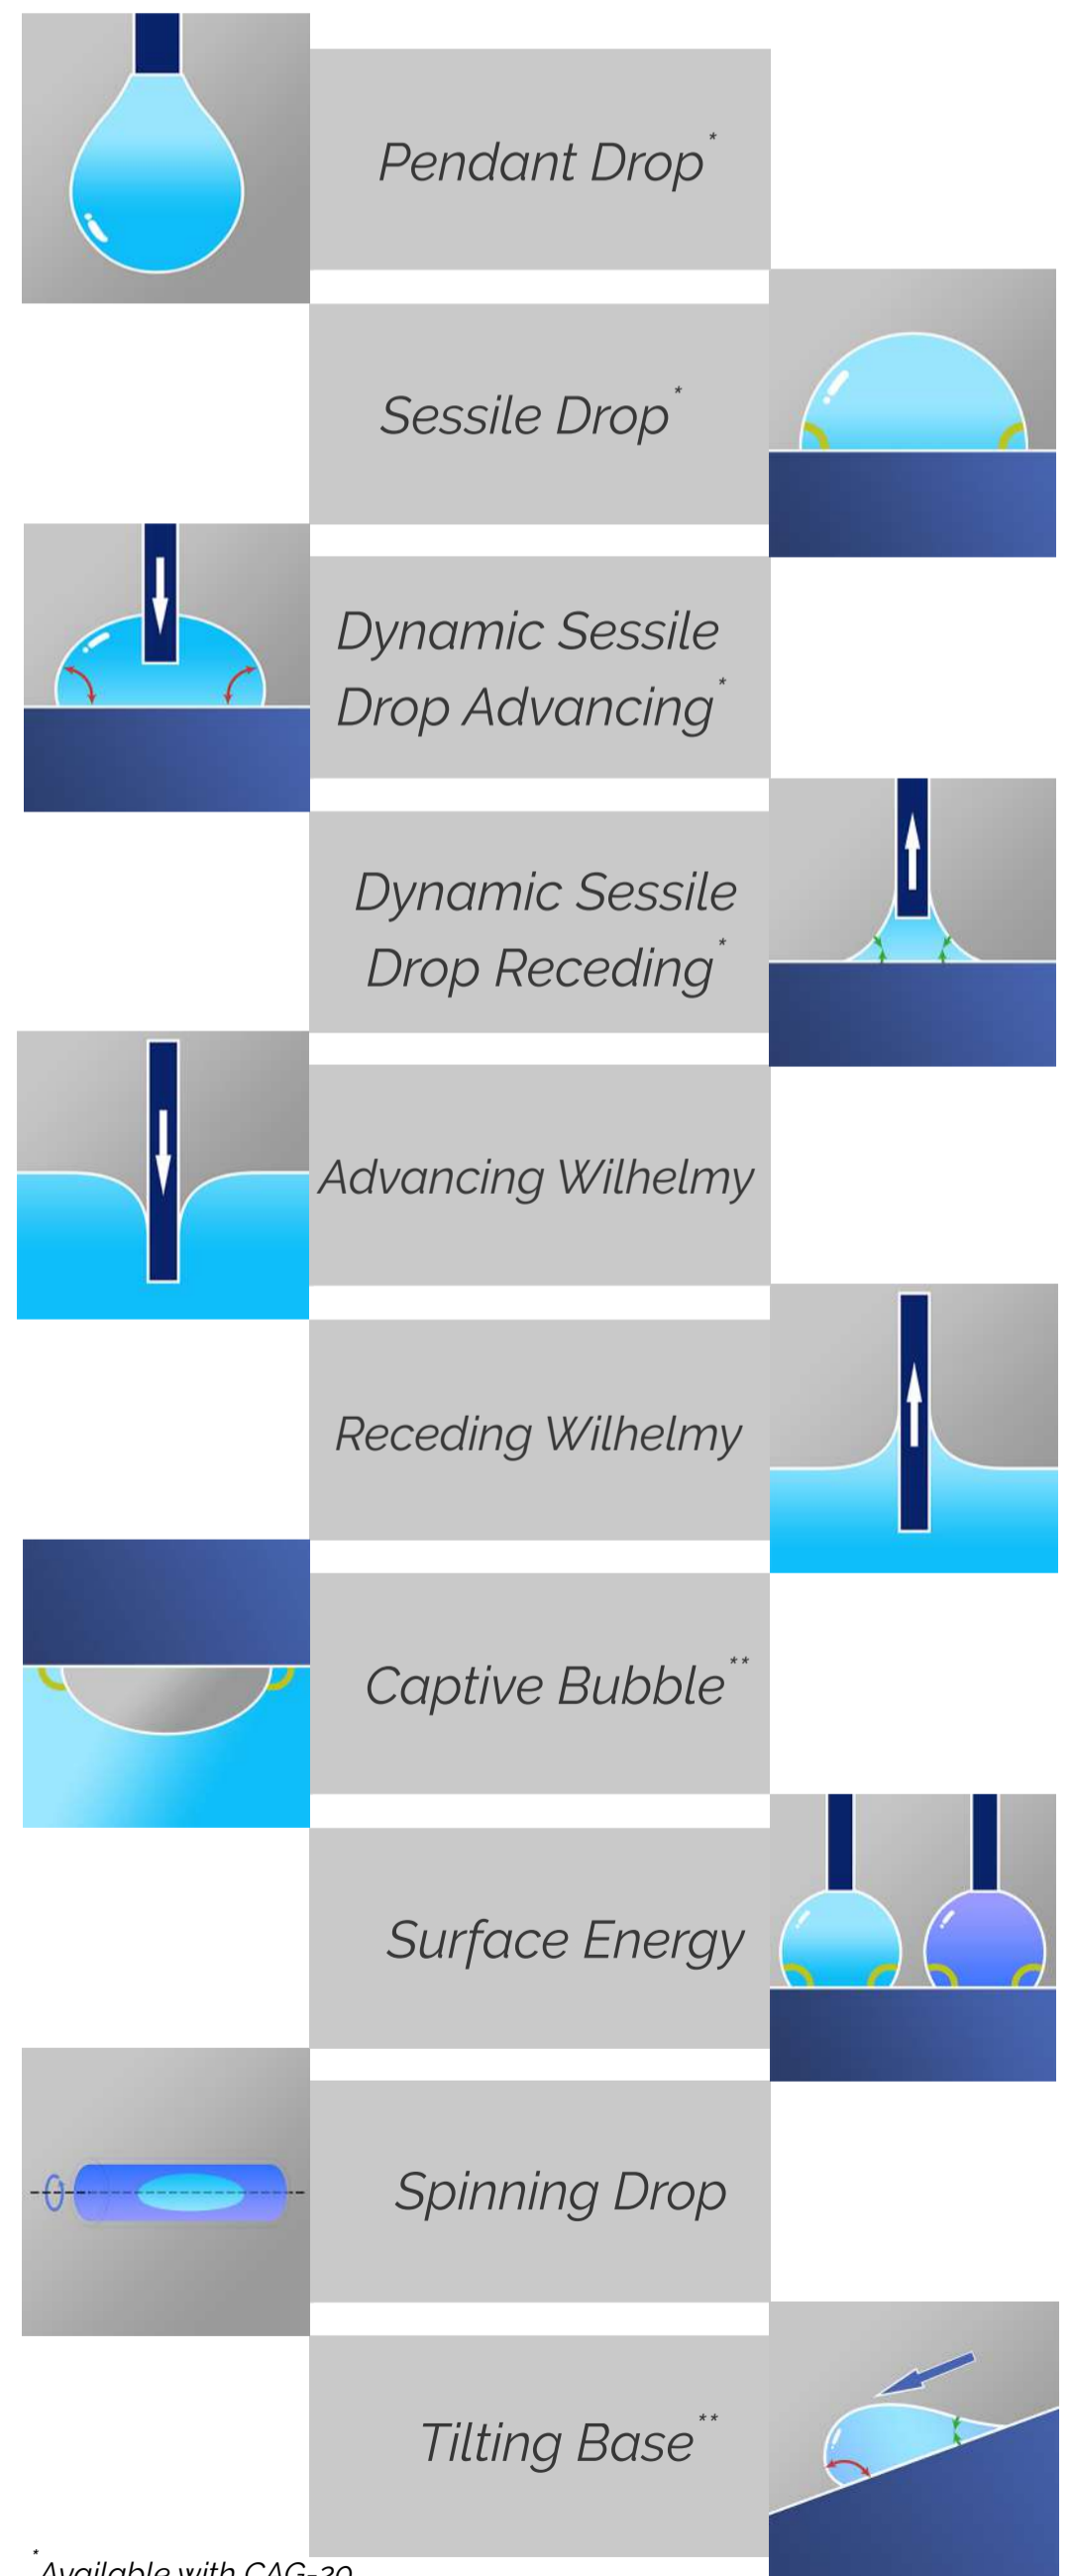 Pendant Drop*
Sessile Drop*
Dynamic Sessile
Drop Advancing*
Dynamic Sessile
Drop Receding*
Advancing Wilhelmy
Receding Wilhelmy
Captive Bubble**
Surface Energy
Spinning Drop
Tilting Base**
*Available with CAG-20